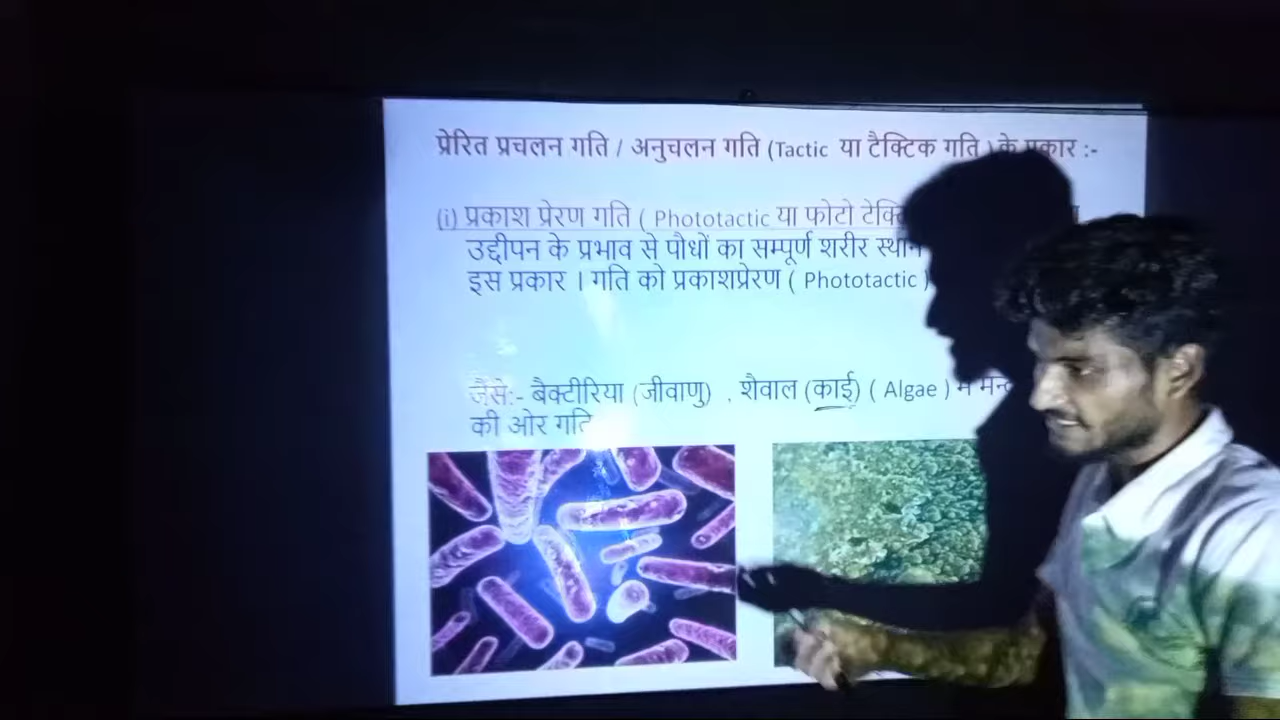 प्रेरित प्रचलन गति / अनुचलन गति (Tactic या टैक्टिक गति ) के प्रकार :-
(i) प्रकाश प्रेरण गति ( Phototactic या फोटो
उद्दीपन के प्रभाव से पौधों का सम्पूर्ण शरीर
इस प्रकार । गति को प्रकाशप्रेरण ( Phototactic )
जैसे:- बैक्टीरिया (जीवाणु) , शैवाल (काई) ( Algae ) में
की ओर गति